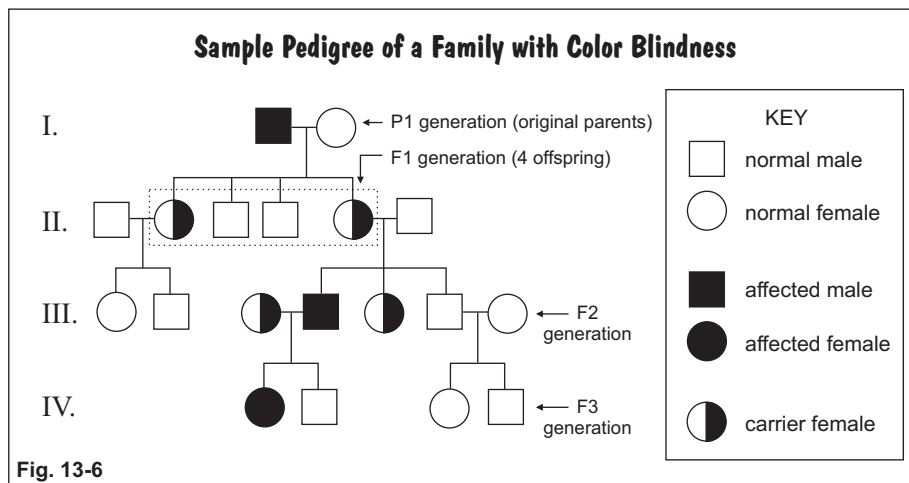 Sample Pedigree of a Family with Color Blindness
I.
P1 generation (original parents)
F1 generation (4 offspring)
II.
III.
F2
generation
IV.
F3
generation
KEY
normal male
normal female
affected male
affected female
carrier female
Fig. 13-6